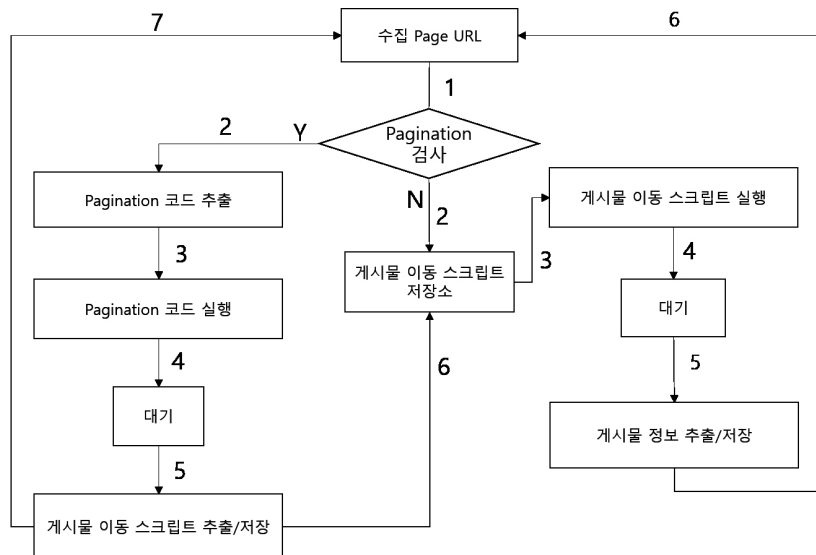 7
수집 Page URL
6
1
2
Y
Pagination
검사
Pagination 코드 추출
N
2
게시물 이동 스크립트 실행
3
게시물 이동 스크립트
저장소
3
4
Pagination 코드 실행
대기
4
6
5
대기
게시물 정보 추출/저장
5
게시물 이동 스크립트 추출/저장